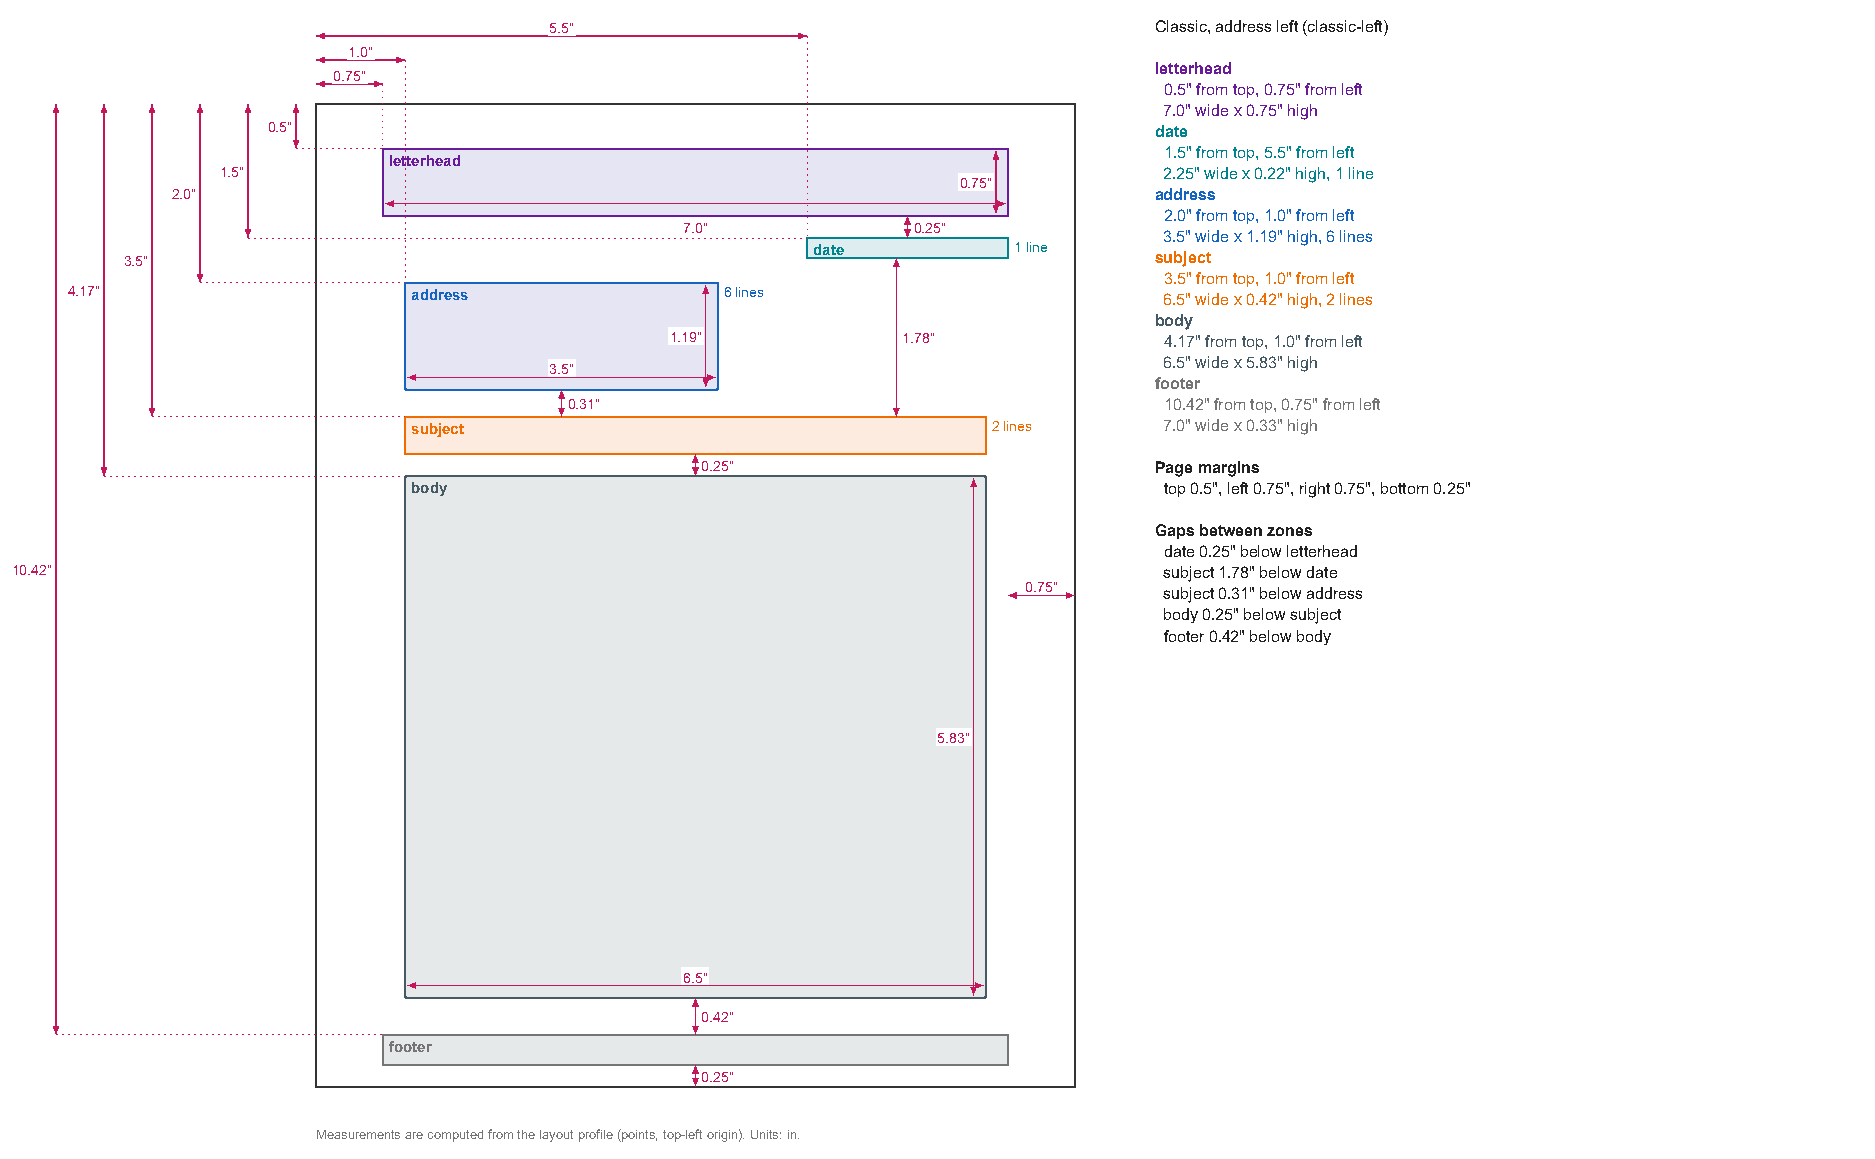 5.5"
1.0"
0.75"
0.5"
1.5"
2.0"
3.5"
4.17"
10.42"
letterhead
0.75"
7.0"
0.25"
date
1 line
address
6 lines
1.19"
3.5"
1.78"
0.31"
subject
2 lines
0.25"
body
0.75"
5.83"
6.5"
0.42"
footer
0.25"
Measurements are computed from the layout profile (points, top-left origin). Units: in.
Classic, address left (classic-left)
letterhead
0.5" from top, 0.75" from left
7.0" wide x 0.75" high
date
1.5" from top, 5.5" from left
2.25" wide x 0.22" high, 1 line
address
2.0" from top, 1.0" from left
3.5" wide x 1.19" high, 6 lines
subject
3.5" from top, 1.0" from left
6.5" wide x 0.42" high, 2 lines
body
4.17" from top, 1.0" from left
6.5" wide x 5.83" high
footer
10.42" from top, 0.75" from left
7.0" wide x 0.33" high
Page margins
top 0.5", left 0.75", right 0.75", bottom 0.25"
Gaps between zones
date 0.25" below letterhead
subject 1.78" below date
subject 0.31" below address
body 0.25" below subject
footer 0.42" below body